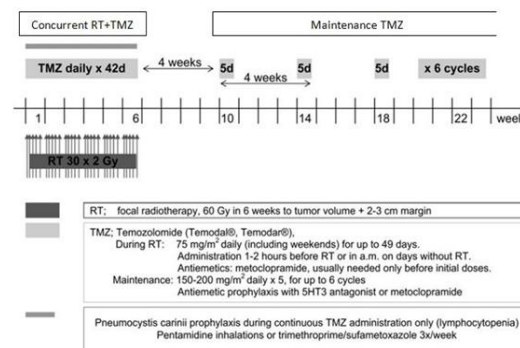 Concurrent RT+TMZ
Maintenance TMZ
TMZ daily x 42d
4 weeks
5d
5d
5d
x 6 cycles
4 weeks
1
6
10
14
18
22
week
RT 30 x 2 Gy
RT; focal radiotherapy, 60 Gy in 6 weeks to tumor volume + 2-3 cm margin
TMZ; Temozolomide (Temodal®, Temodar®),
During RT: 75 mg/m² daily (including weekends) for up to 49 days.
Administration 1-2 hours before RT or in a.m. on days without RT.
Antiemetics: metoclopramide, usually needed only before initial doses.
Maintenance: 150-200 mg/m² daily x 5, for up to 6 cycles
Antiemetic prophylaxis with 5HT3 antagonist or metoclopramide
Pneumocystis carinii prophylaxis during continuous TMZ administration only (lymphocytopenia)
Pentamidine inhalations or trimethroprime/sufametoxazole 3x/week